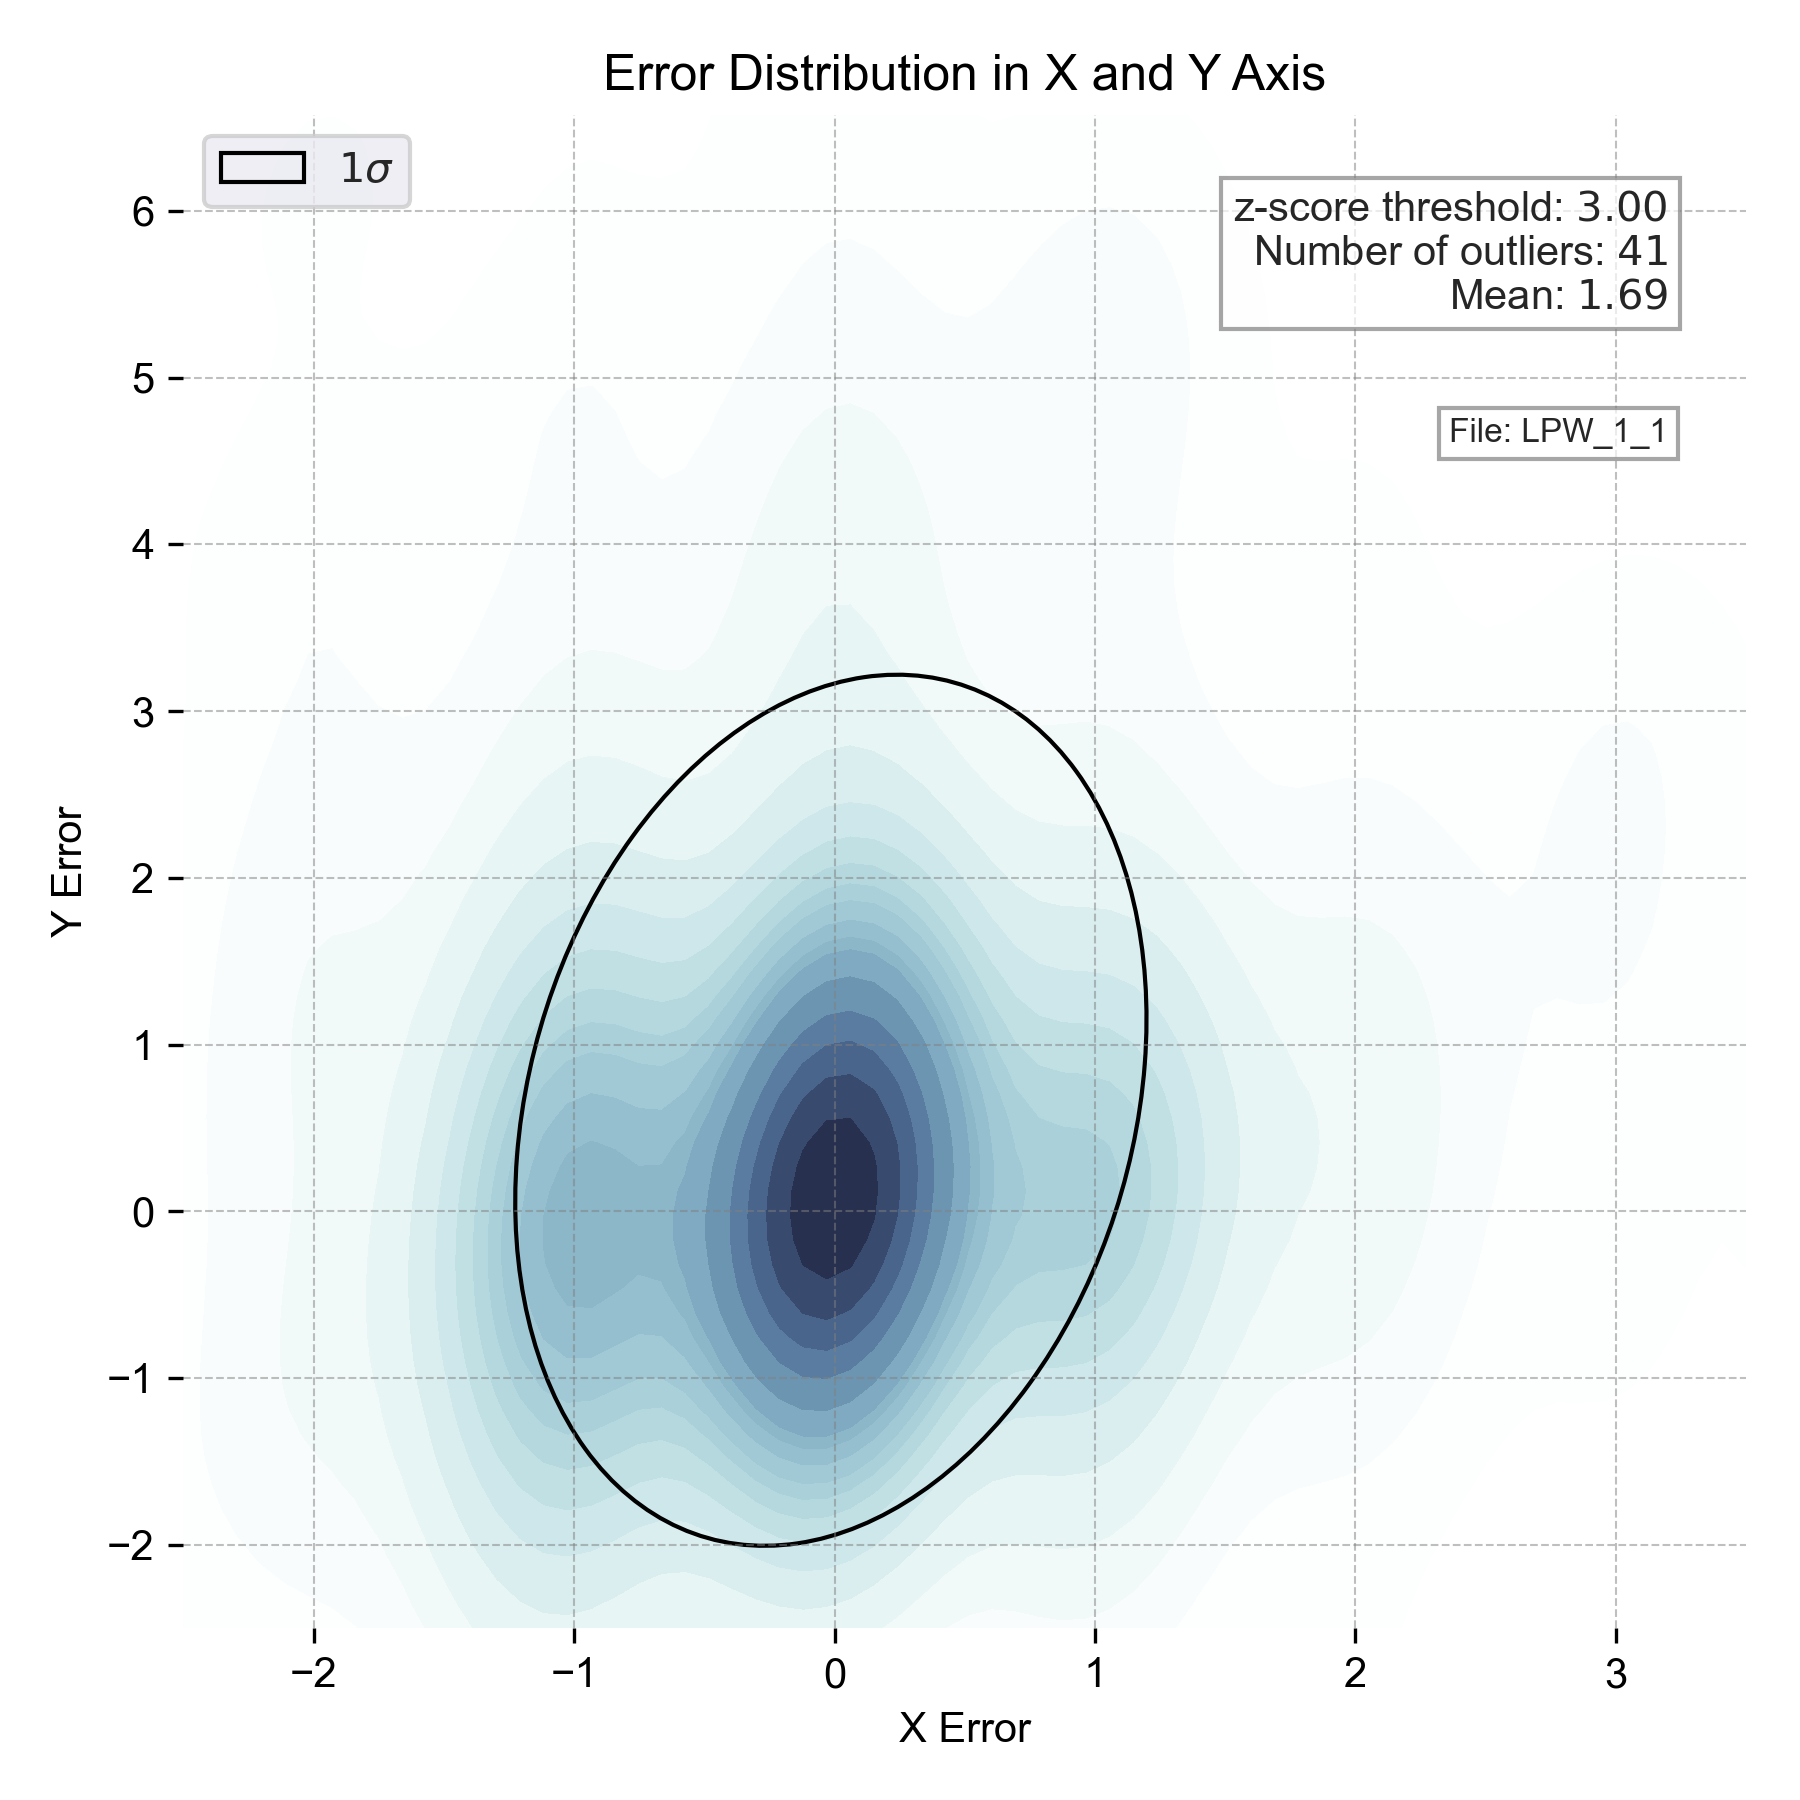 Error Distribution in X and Y Axis
1σ
z-score threshold: 3.00
Number of outliers: 41
Mean: 1.69
File: LPW_1_1
Y Error
6
5
4
3
2
1
0
−1
−2
−2 −1 0 1 2 3
X Error